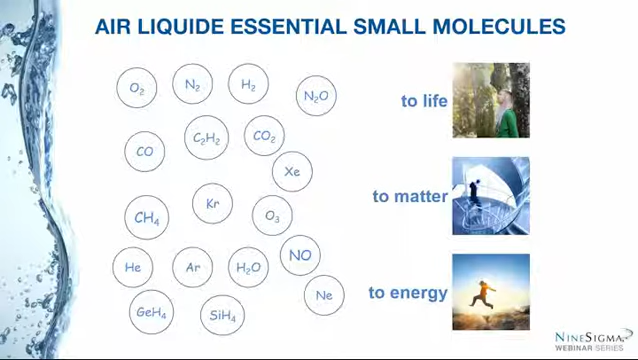 AIR LIQUIDE ESSENTIAL SMALL MOLECULES
O₂
N₂
H₂
N₂O
to life
CO
C₂H₂
CO₂
Xe
to matter
CH₄
Kr
O₃
He
Ar
H₂O
NO
Ne
to energy
GeH₄
SiH₄
NINESIGMA
WEBINAR SERIES